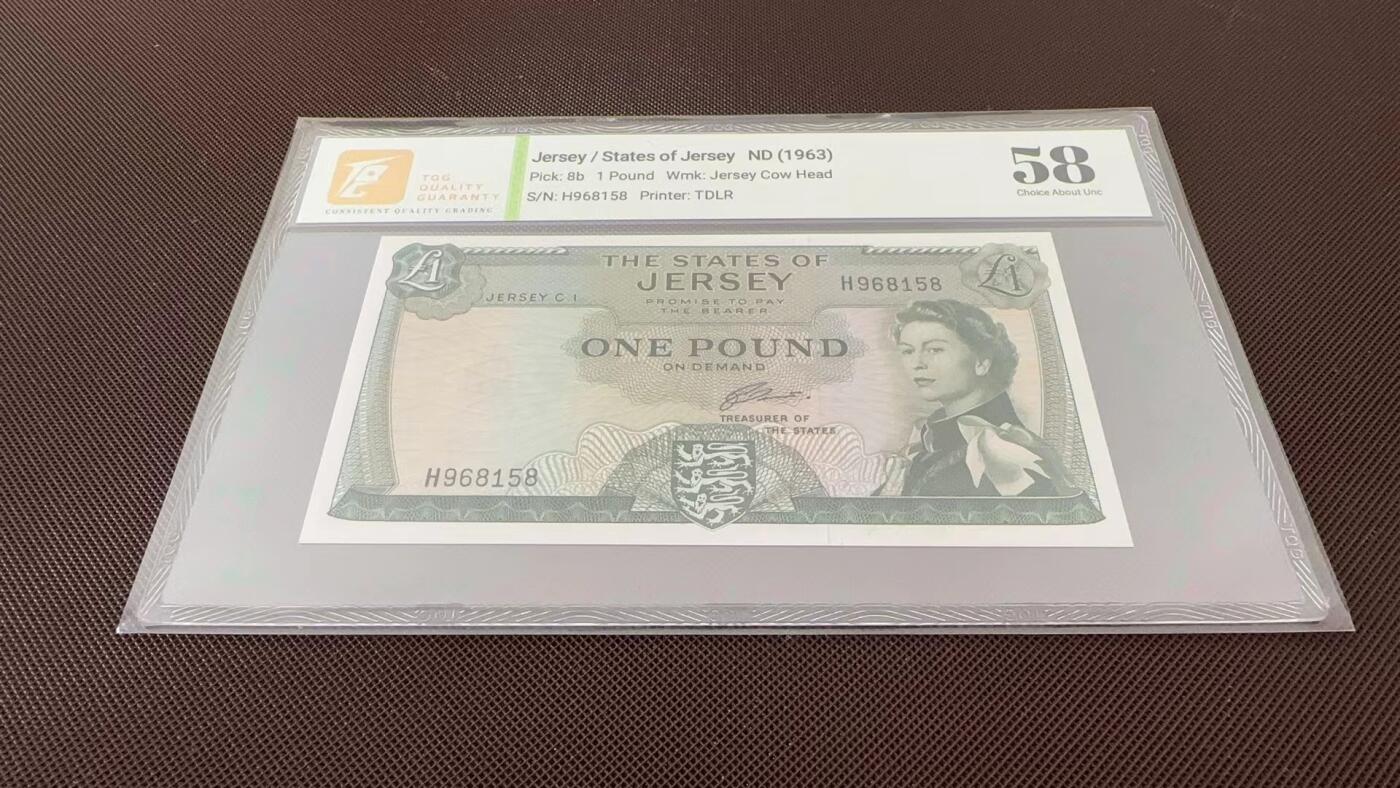 TQG
QUALITY
GUARANTY
CONSISTENT QUALITY GRADING
Jersey / States of Jersey ND (1963)
Pick: 8b 1 Pound Wmk: Jersey Cow Head
S/N: H968158 Printer: TDLR
58
Choice About Unc
£1
THE STATES OF
JERSEY
H968158
£1
JERSEY C.I
PROMISE TO PAY
THE BEARER
ONE POUND
ON DEMAND
TREASURER OF
THE STATES
H968158